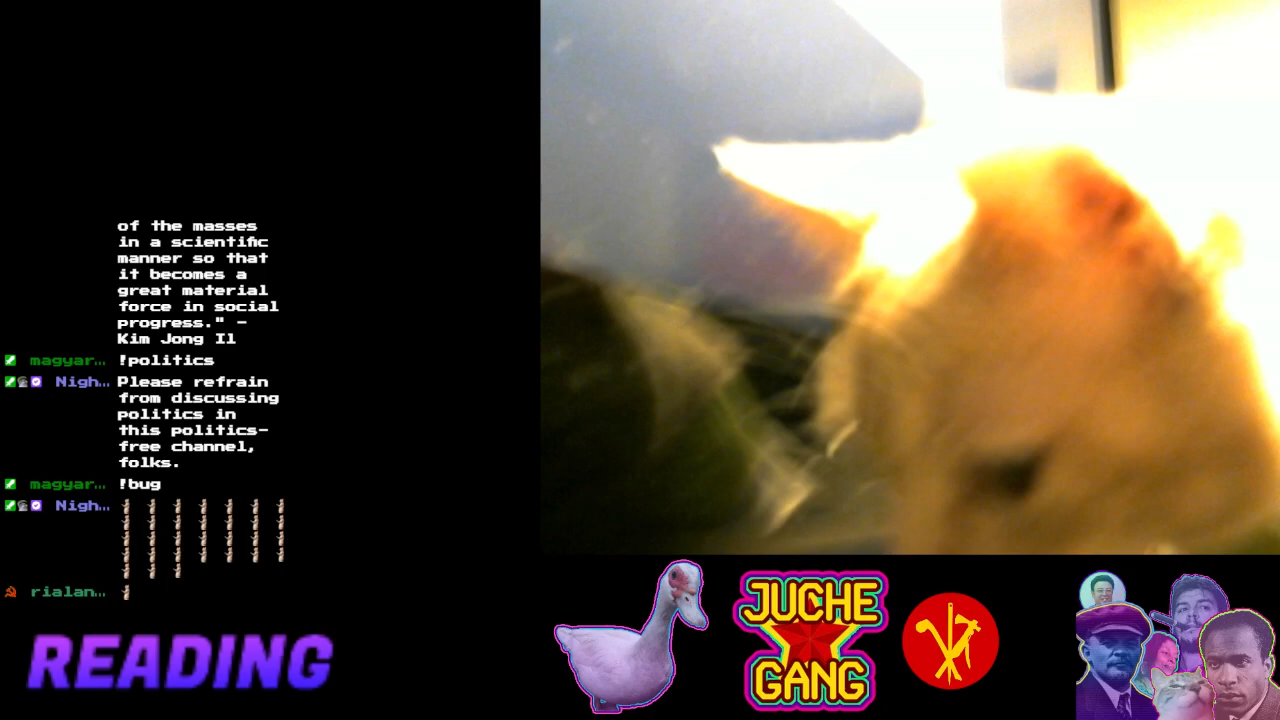 of the masses
in a scientific
manner so that
it becomes a
great material
force in social
progress." -
Kim Jong Il
magyar... !politics
Nigh... Please refrain
from discussing
politics in
this politics-
free channel,
folks.
magyar... !bug
Nigh...
rialan...
READING
JUCHE
GANG